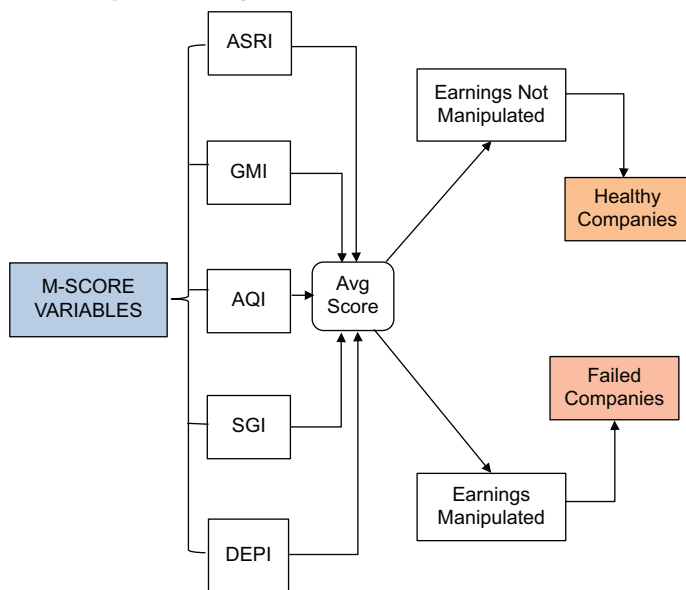 ASRI
GMI
AQI
SGI
DEPI
M-SCORE
VARIABLES
Avg
Score
Earnings Not
Manipulated
Healthy
Companies
Failed
Companies
Earnings
Manipulated